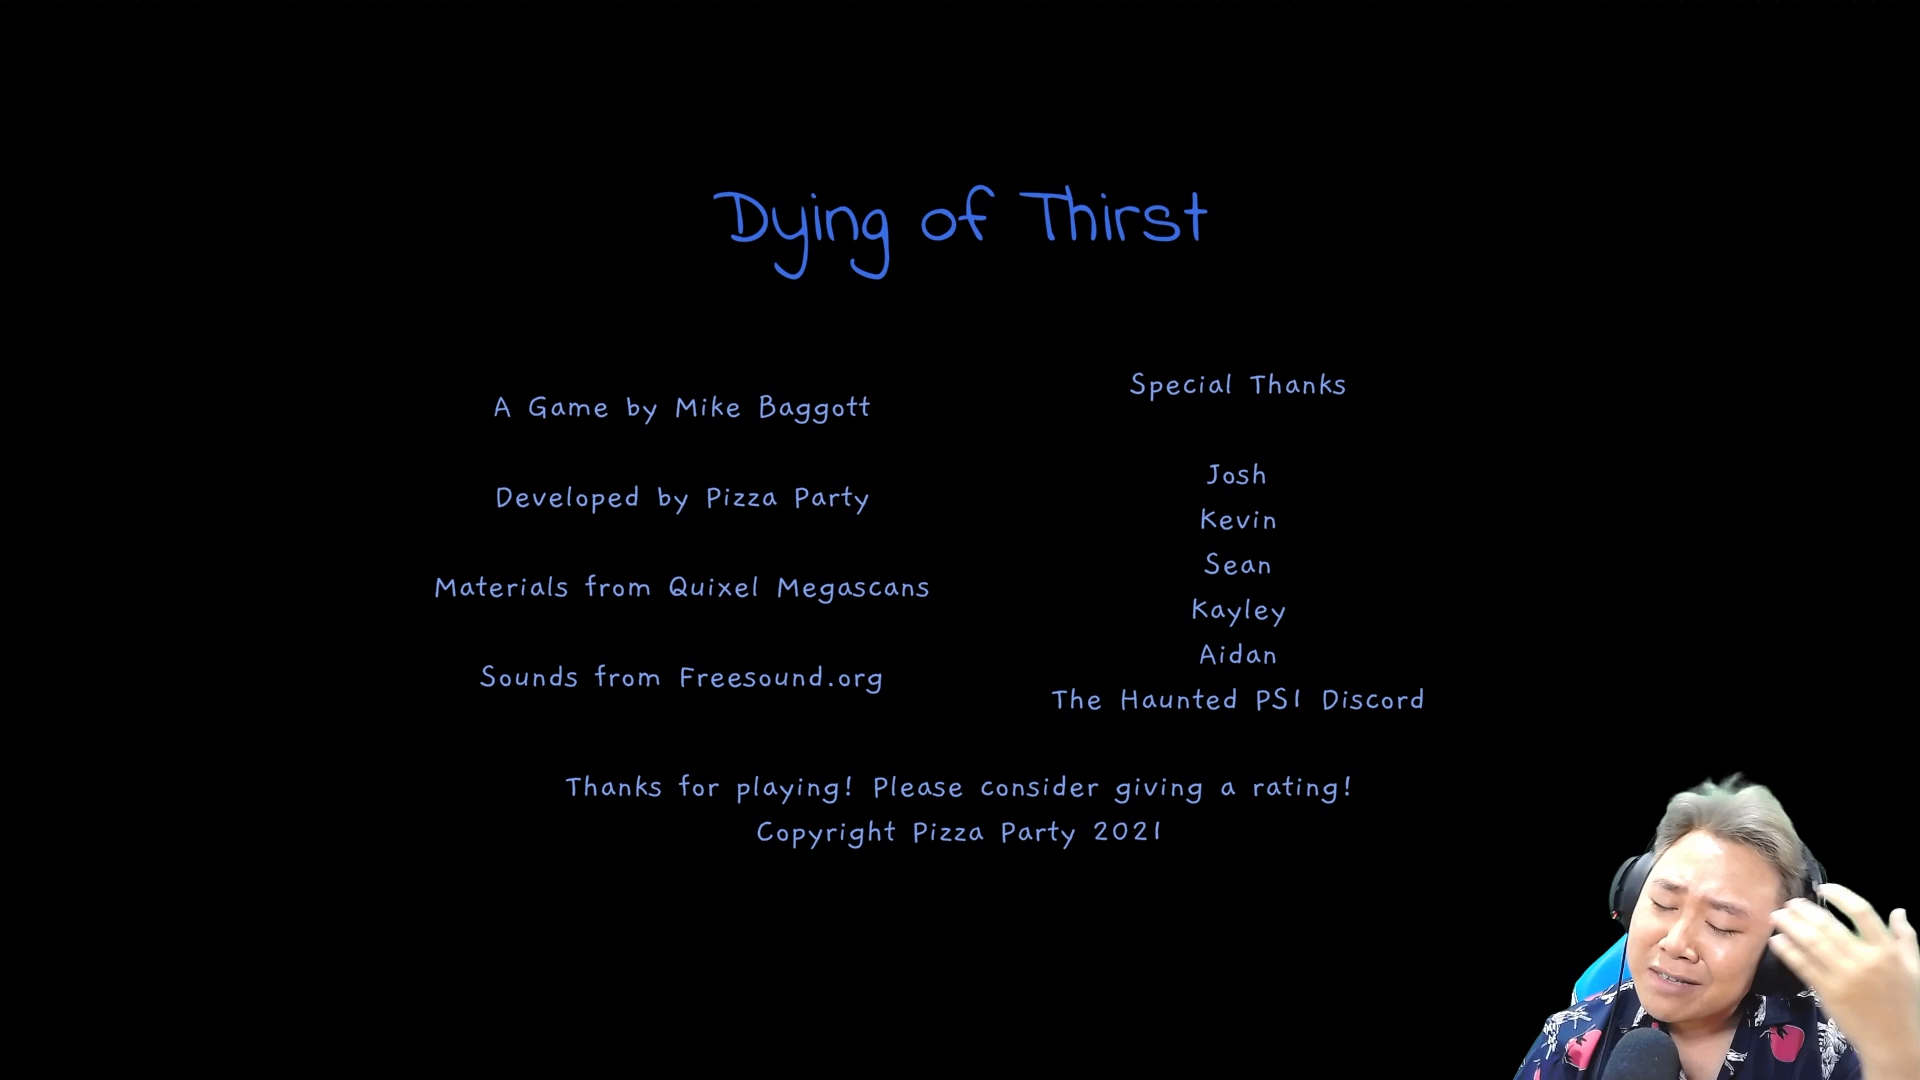 Dying of Thirst
A Game by Mike Baggott
Developed by Pizza Party
Materials from Quixel Megascans
Sounds from Freesound.org
Special Thanks
Josh
Kevin
Sean
Kayley
Aidan
The Haunted PS1 Discord
Thanks for playing! Please consider giving a rating!
Copyright Pizza Party 2021